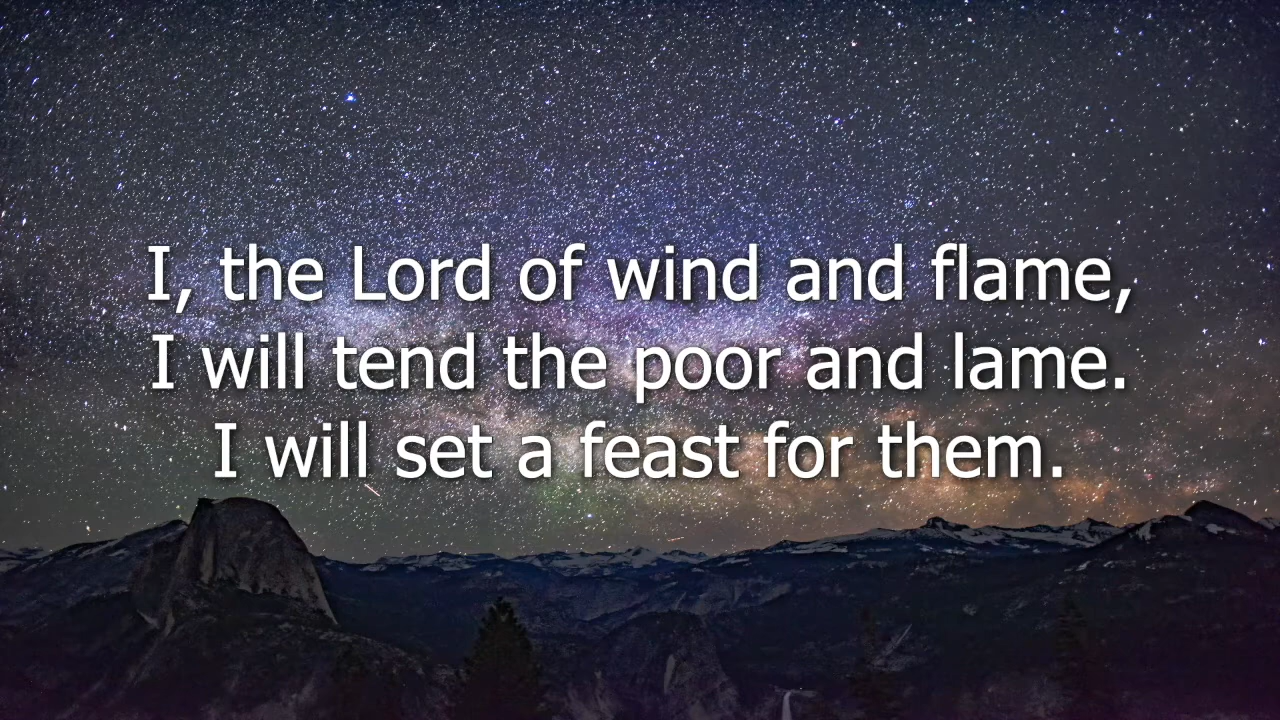 I, the Lord of wind and flame,
I will tend the poor and lame.
I will set a feast for them.